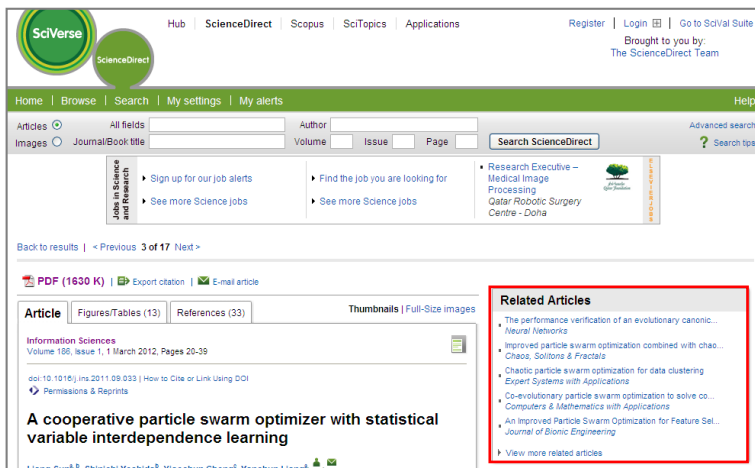 SciVerse
ScienceDirect
Hub | ScienceDirect | Scopus | SciTopics | Applications
Register | Login | Go to SciVal Suite
Brought to you by:
The ScienceDirect Team
Home | Browse | Search | My settings | My alerts
Help
Articles All fields Author Advanced search
Images Journal/Book title Volume Issue Page Search ScienceDirect ? Search tips
Jobs in Science
and Research
Sign up for our job alerts
See more Science jobs
Find the job you are looking for
See more Science jobs
Research Executive –
Medical Image
Processing
Qatar Robotic Surgery
Centre - Doha
ELSEVIER JOBS
Back to results | < Previous 3 of 17 Next >
PDF (1630 K) | Export citation | E-mail article
Article Figures/Tables (13) References (33) Thumbnails | Full-Size images
Information Sciences
Volume 186, Issue 1, 1 March 2012, Pages 20-39
doi:10.1016/j.ins.2011.09.033 | How to Cite or Link Using DOI
Permissions & Reprints
A cooperative particle swarm optimizer with statistical
variable interdependence learning
Related Articles
The performance verification of an evolutionary canonic...
Neural Networks
Improved particle swarm optimization combined with chao...
Chaos, Solitons & Fractals
Chaotic particle swarm optimization for data clustering
Expert Systems with Applications
Co-evolutionary particle swarm optimization to solve co...
Computers & Mathematics with Applications
An Improved Particle Swarm Optimization for Feature Sel...
Journal of Bionic Engineering
View more related articles